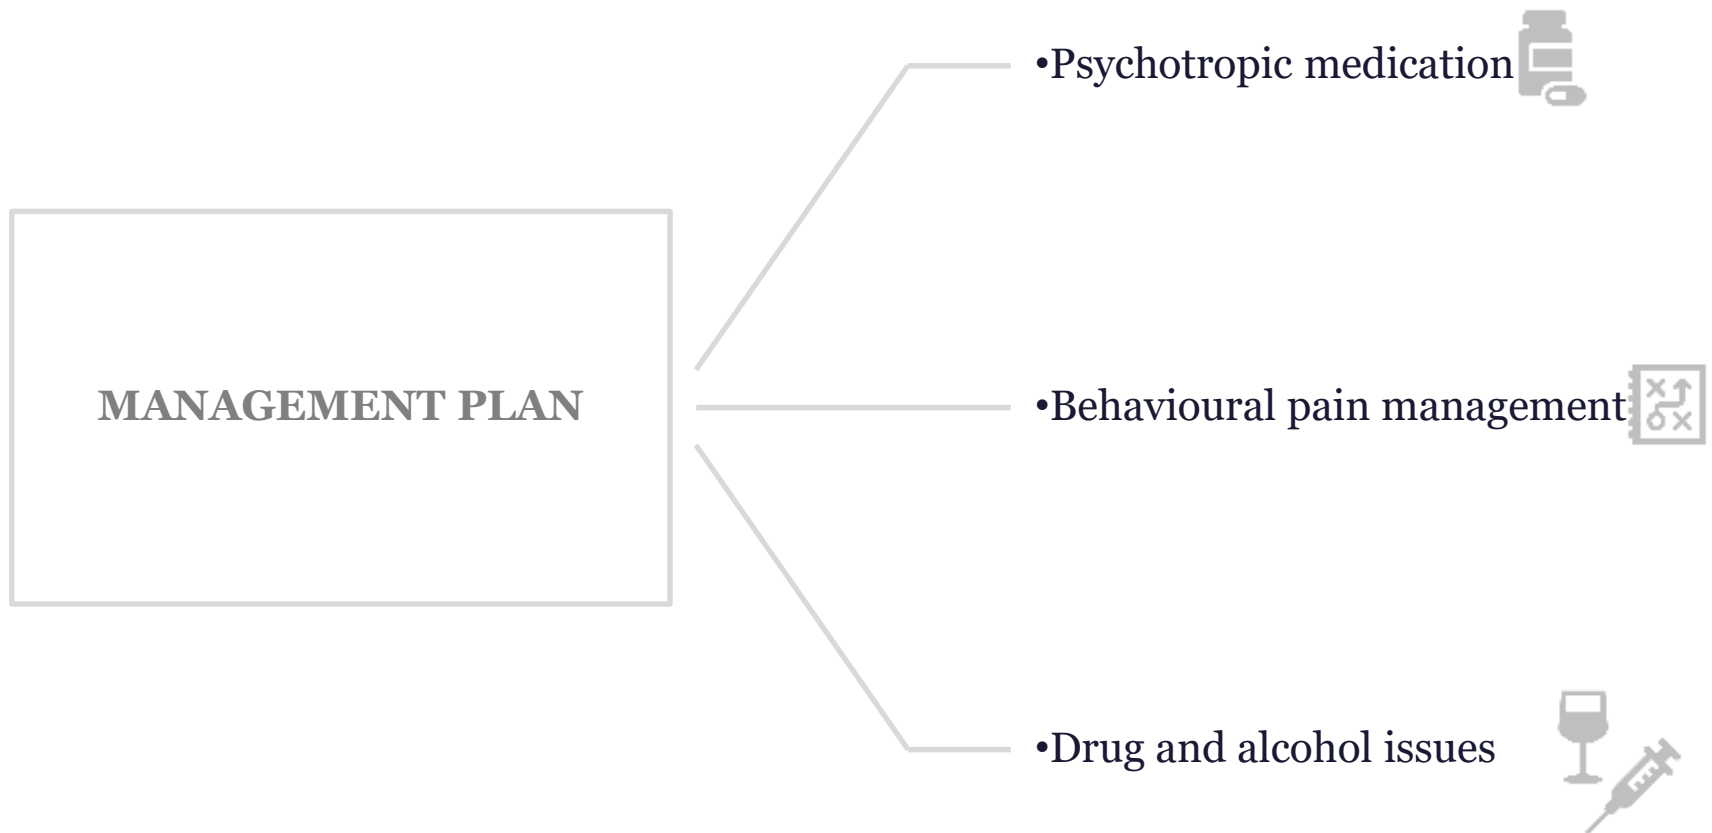 •Psychotropic medication
MANAGEMENT PLAN
•Behavioural pain management
•Drug and alcohol issues